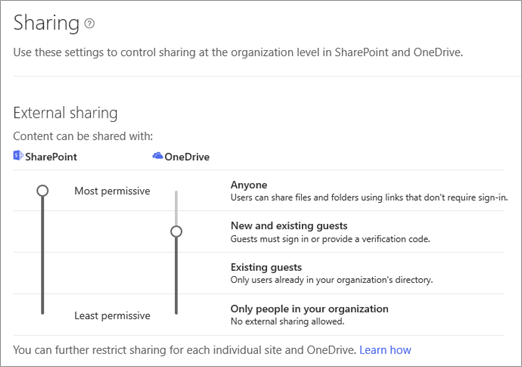 Sharing ?
Use these settings to control sharing at the organization level in SharePoint and OneDrive.
External sharing
Content can be shared with:
SharePoint
OneDrive
Most permissive
Anyone
Users can share files and folders using links that don't require sign-in.
New and existing guests
Guests must sign in or provide a verification code.
Existing guests
Only users already in your organization's directory.
Least permissive
Only people in your organization
No external sharing allowed.
You can further restrict sharing for each individual site and OneDrive. Learn how